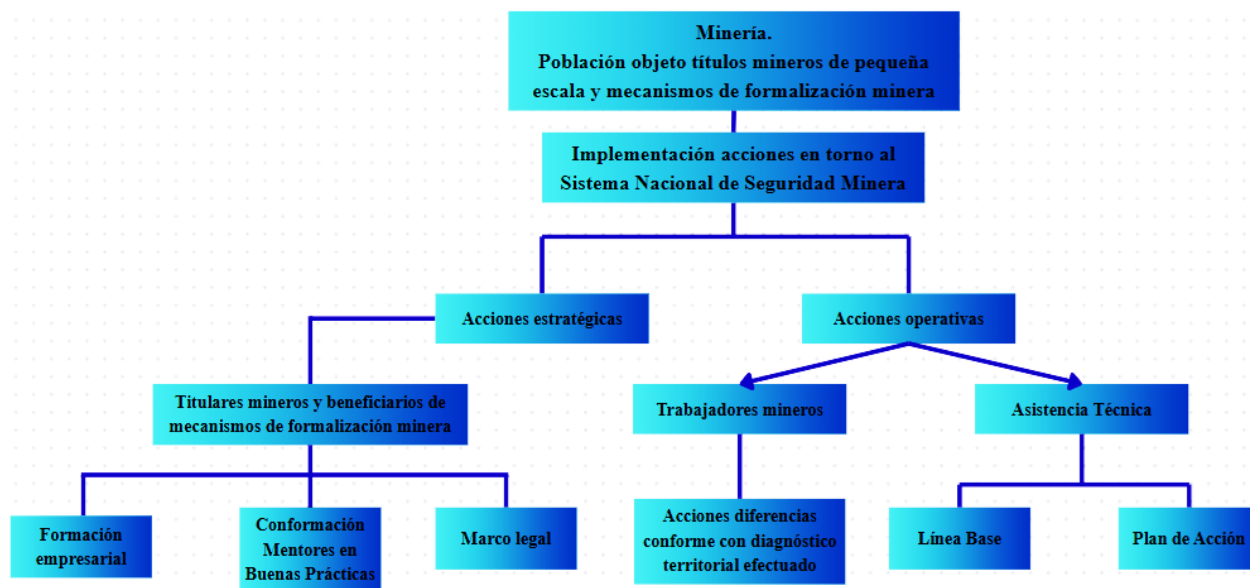 Minería.
Población objeto títulos mineros de pequeña
escala y mecanismos de formalización minera
Implementación acciones en torno al
Sistema Nacional de Seguridad Minera
Acciones estratégicas
Acciones operativas
Titulares mineros y beneficiarios de
mecanismos de formalización minera
Trabajadores mineros
Asistencia Técnica
Formación
empresarial
Conformación
Mentores en
Buenas Prácticas
Marco legal
Acciones diferencias
conforme con diagnóstico
territorial efectuado
Línea Base
Plan de Acción